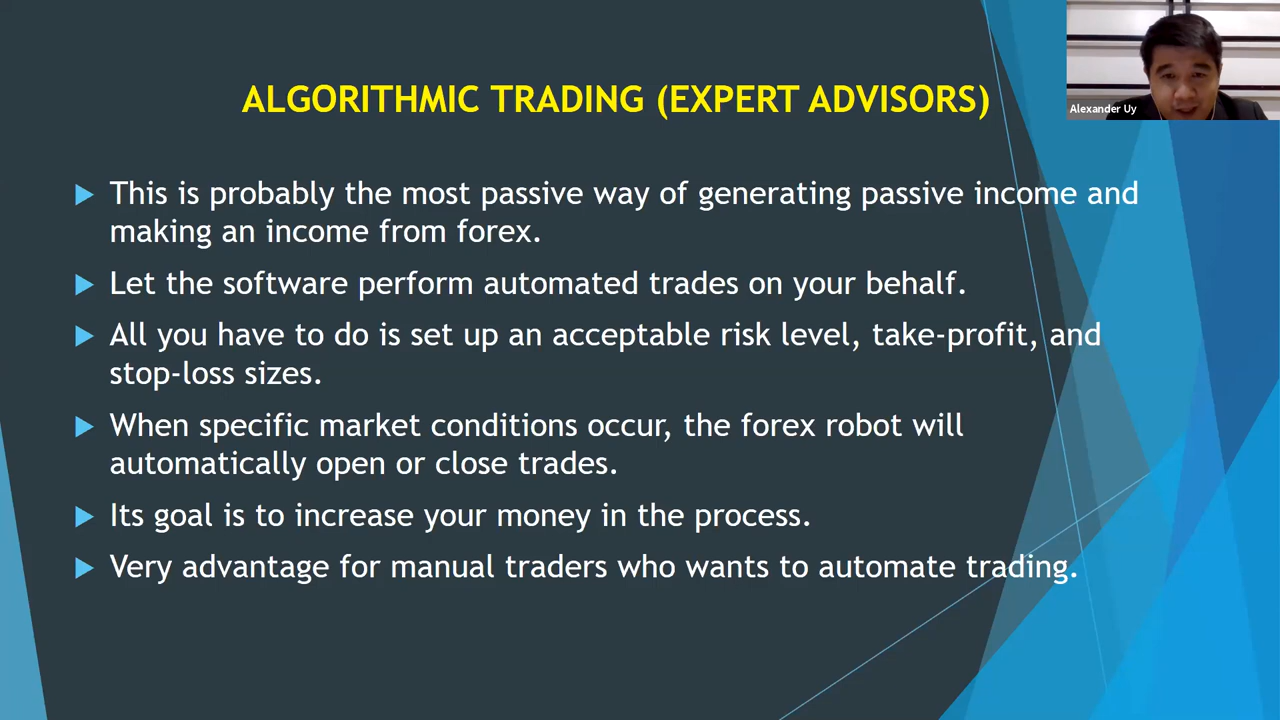 ALGORITHMIC TRADING (EXPERT ADVISORS)
Alexander Uy
This is probably the most passive way of generating passive income and
making an income from forex.
Let the software perform automated trades on your behalf.
All you have to do is set up an acceptable risk level, take-profit, and
stop-loss sizes.
When specific market conditions occur, the forex robot will
automatically open or close trades.
Its goal is to increase your money in the process.
Very advantage for manual traders who wants to automate trading.